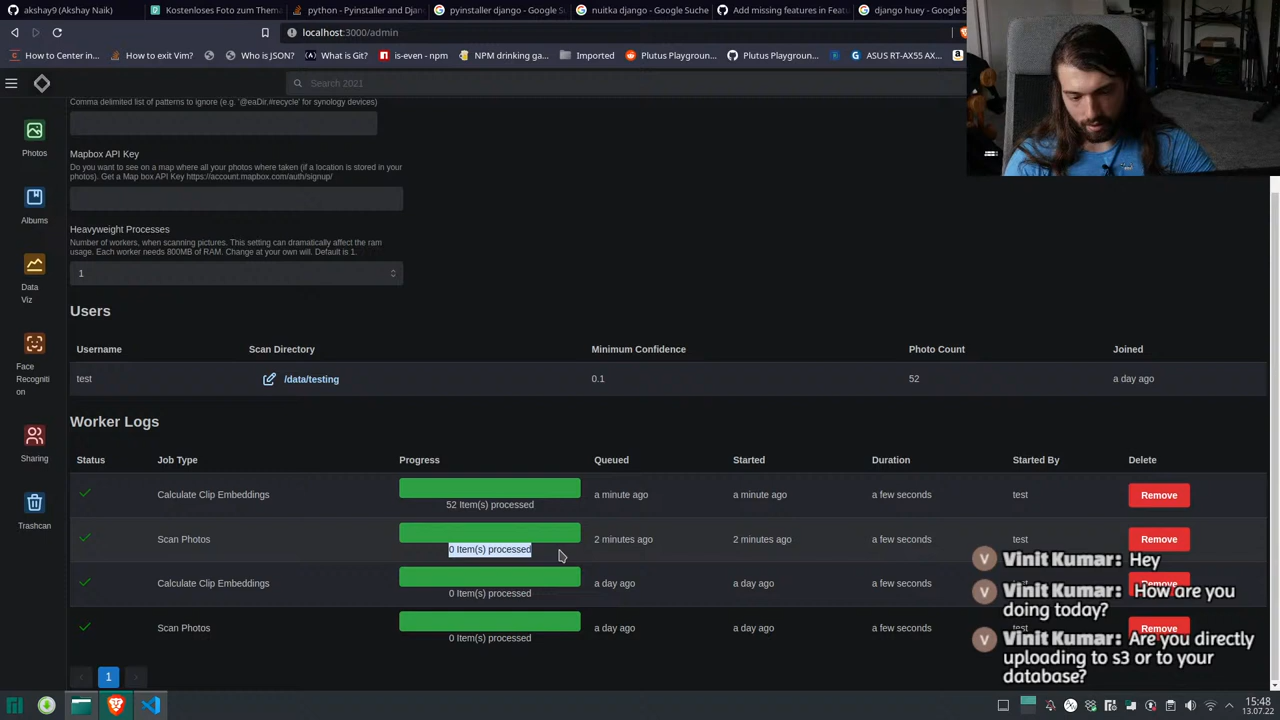 akshay9 (Akshay Naik)
Kostenloses Foto zum Thema
python - Pyinstaller and Djan
pyinstaller django - Google Su
nuitka django - Google Suche
Add missing features in Featu
django huey - Goo
localhost:3000/admin
How to Center in...
How to exit Vim?
Why is JSON?
What is Git?
is-even - npm
NPM drinking ga...
Imported
Plutus Playgroun...
Plutus Playgroun...
ASUS RT-AX55 AX...
Search 2021
Comma delimited list of patterns to ignore (e.g. '@eaDir,#recycle' for synology devices)
Photos
Mapbox API Key
Do you want to see on a map where all your photos where taken (if a location is stored in your
photos). Get a Map box API Key https://account.mapbox.com/auth/signup/
Albums
Heavyweight Processes
Number of workers, when scanning pictures. This setting can dramatically affect the ram
usage. Each worker needs 800MB of RAM. Change at your own will. Default is 1.
1
Data
Viz
Users
Username Scan Directory Minimum Confidence Photo Count Joined
test /data/testing 0.1 52 a day ago
Face
Recogniti
on
Worker Logs
Sharing
Status Job Type Progress Queued Started Duration Started By Delete
Calculate Clip Embeddings a minute ago a minute ago a few seconds test Remove
52 Item(s) processed
Trashcan
Scan Photos 2 minutes ago 2 minutes ago a few seconds test Remove
0 Item(s) processed
Calculate Clip Embeddings a day ago a day ago a few seconds
0 Item(s) processed
Scan Photos a day ago a day ago a few seconds test Remove
0 Item(s) processed
1
V Vinit Kumar: Hey
V Vinit Kumar: How are you
doing today?
V Vinit Kumar: Are you directly
uploading to s3 or to your
database?
15:48
13.07.22